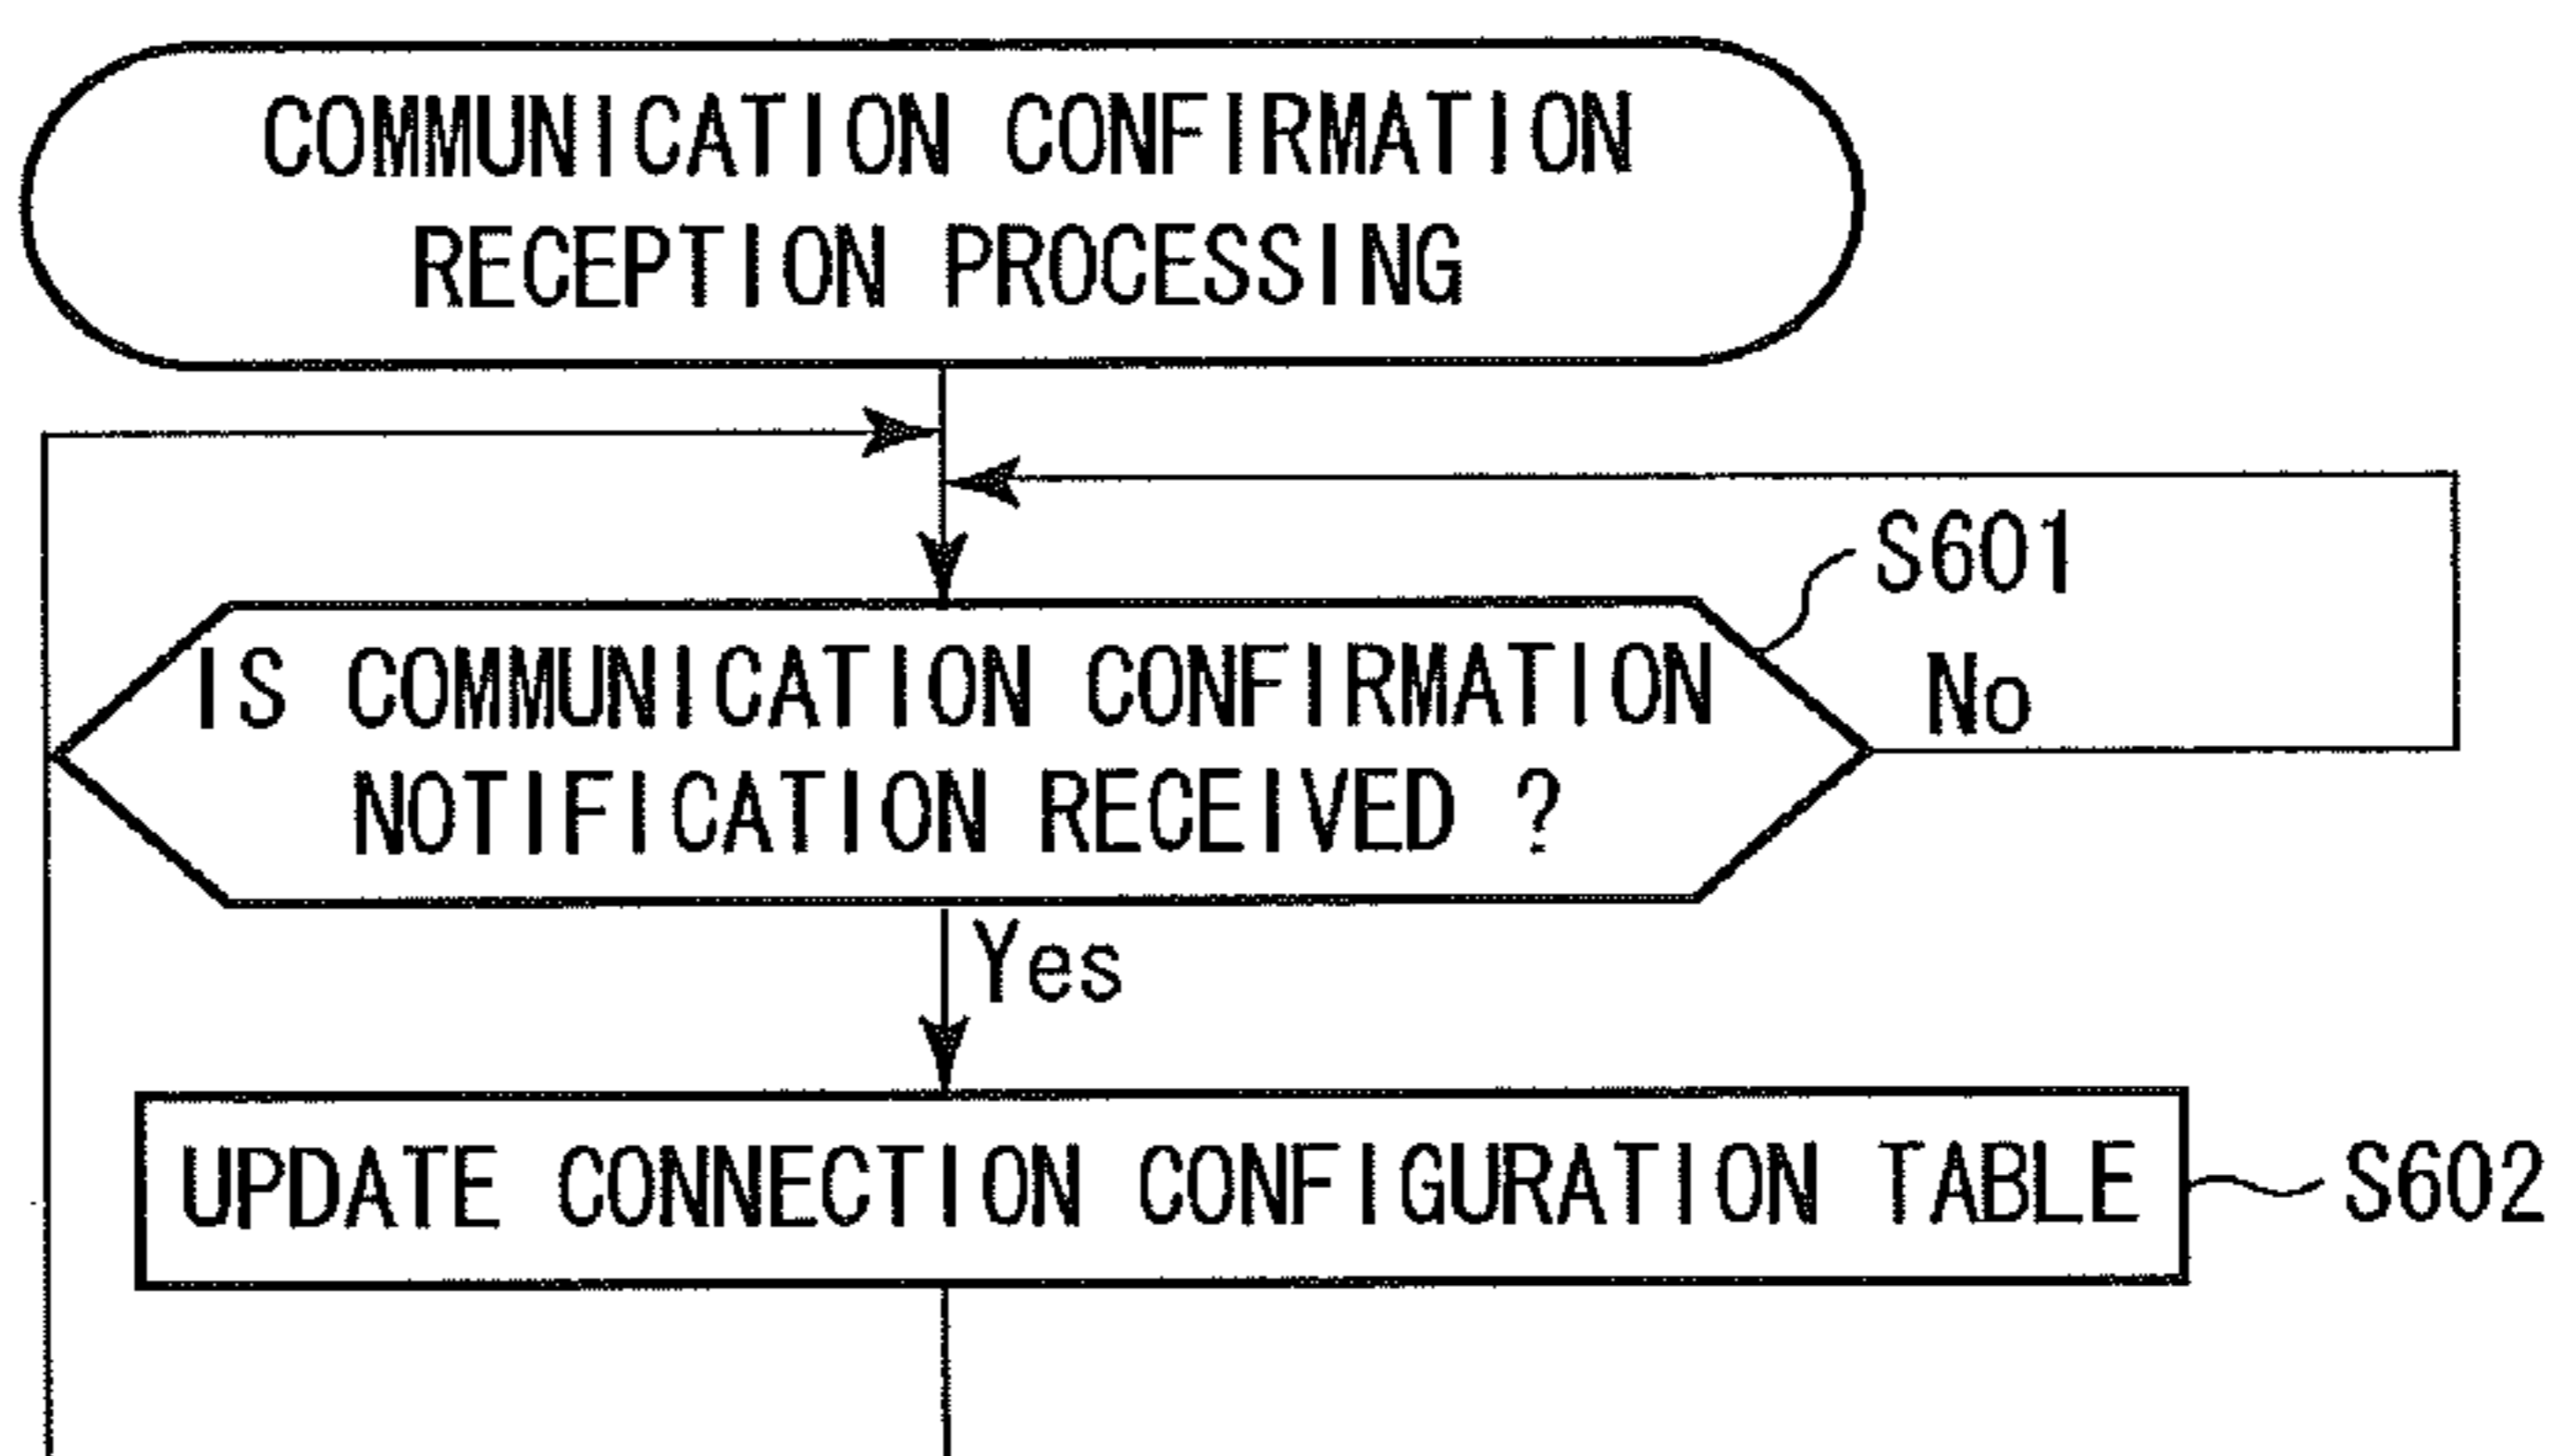 COMMUNICATION CONFIRMATION
RECEPTION PROCESSING
S601
IS COMMUNICATION CONFIRMATION
NOTIFICATION RECEIVED ?
No
Yes
UPDATE CONNECTION CONFIGURATION TABLE
S602